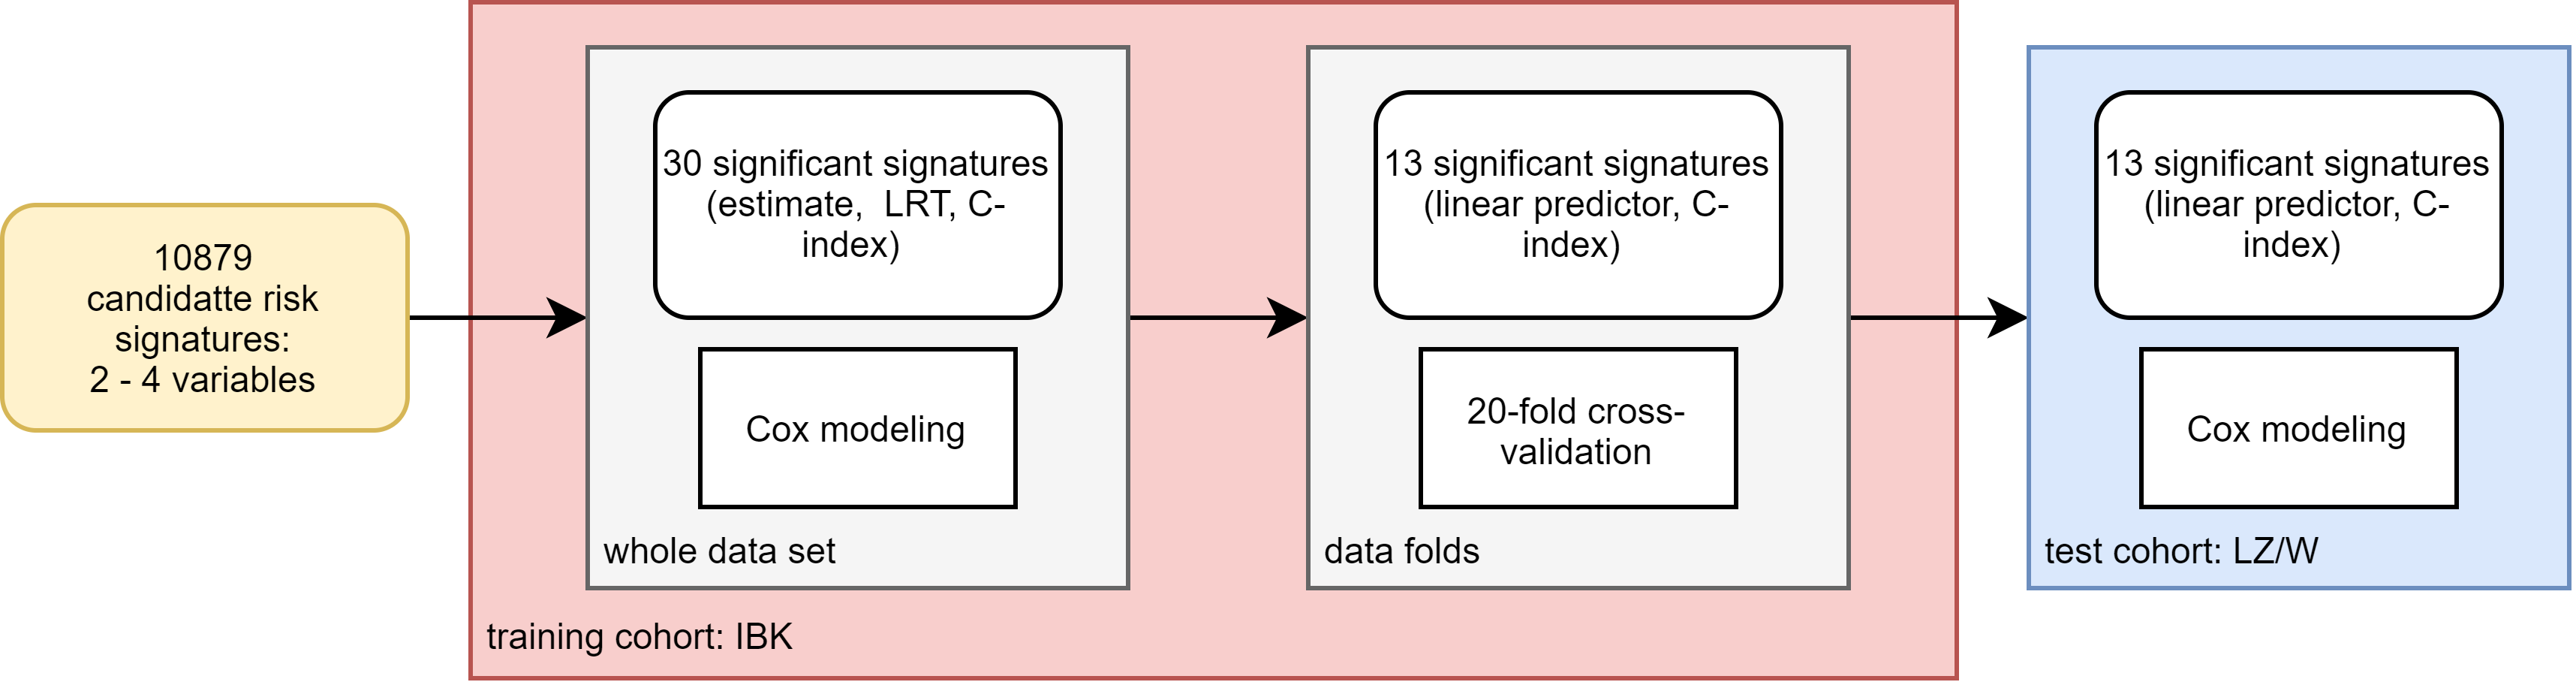 10879
candidatte risk
signatures:
2 - 4 variables
30 significant signatures
(estimate,  LRT, C-
index)
Cox modeling
whole data set
13 significant signatures
(linear predictor, C-
index)
20-fold cross-
validation
data folds
training cohort: IBK
13 significant signatures
(linear predictor, C-
index)
Cox modeling
test cohort: LZ/W